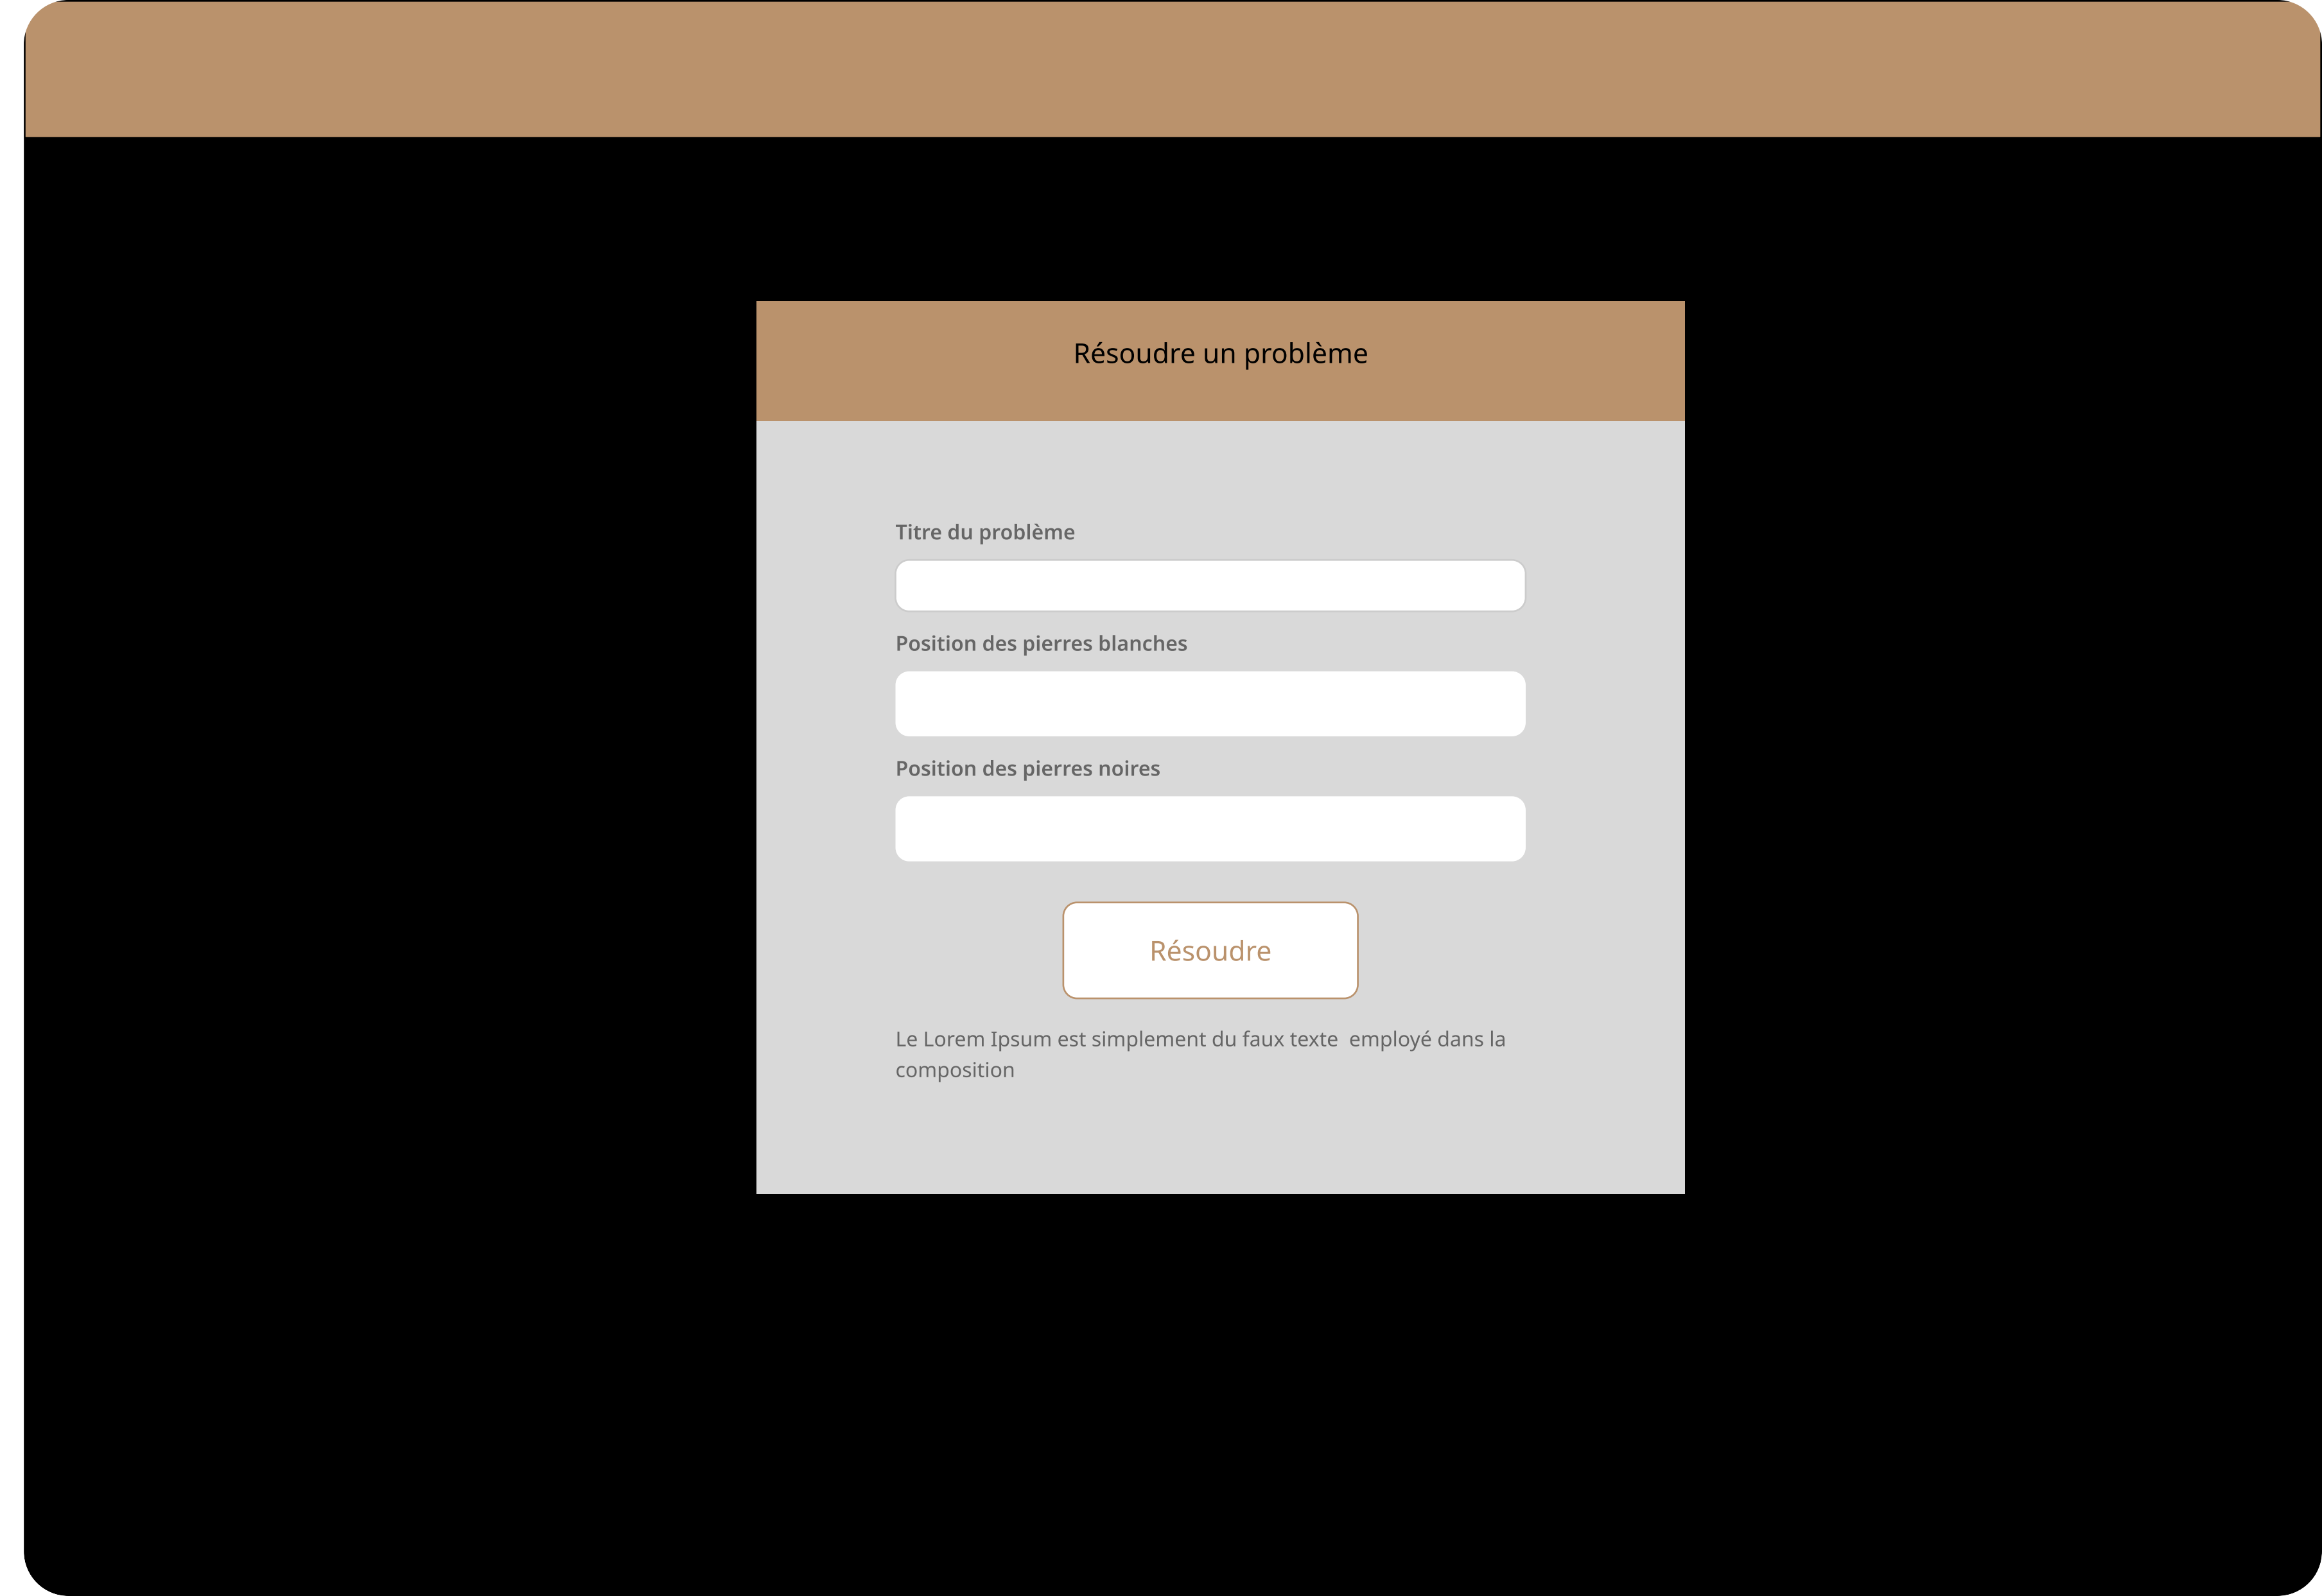 Résoudre un problème
Titre du problème
Position des pierres blanches
Position des pierres noires
Résoudre
Le Lorem Ipsum est simplement du faux texte  employé dans la
composition